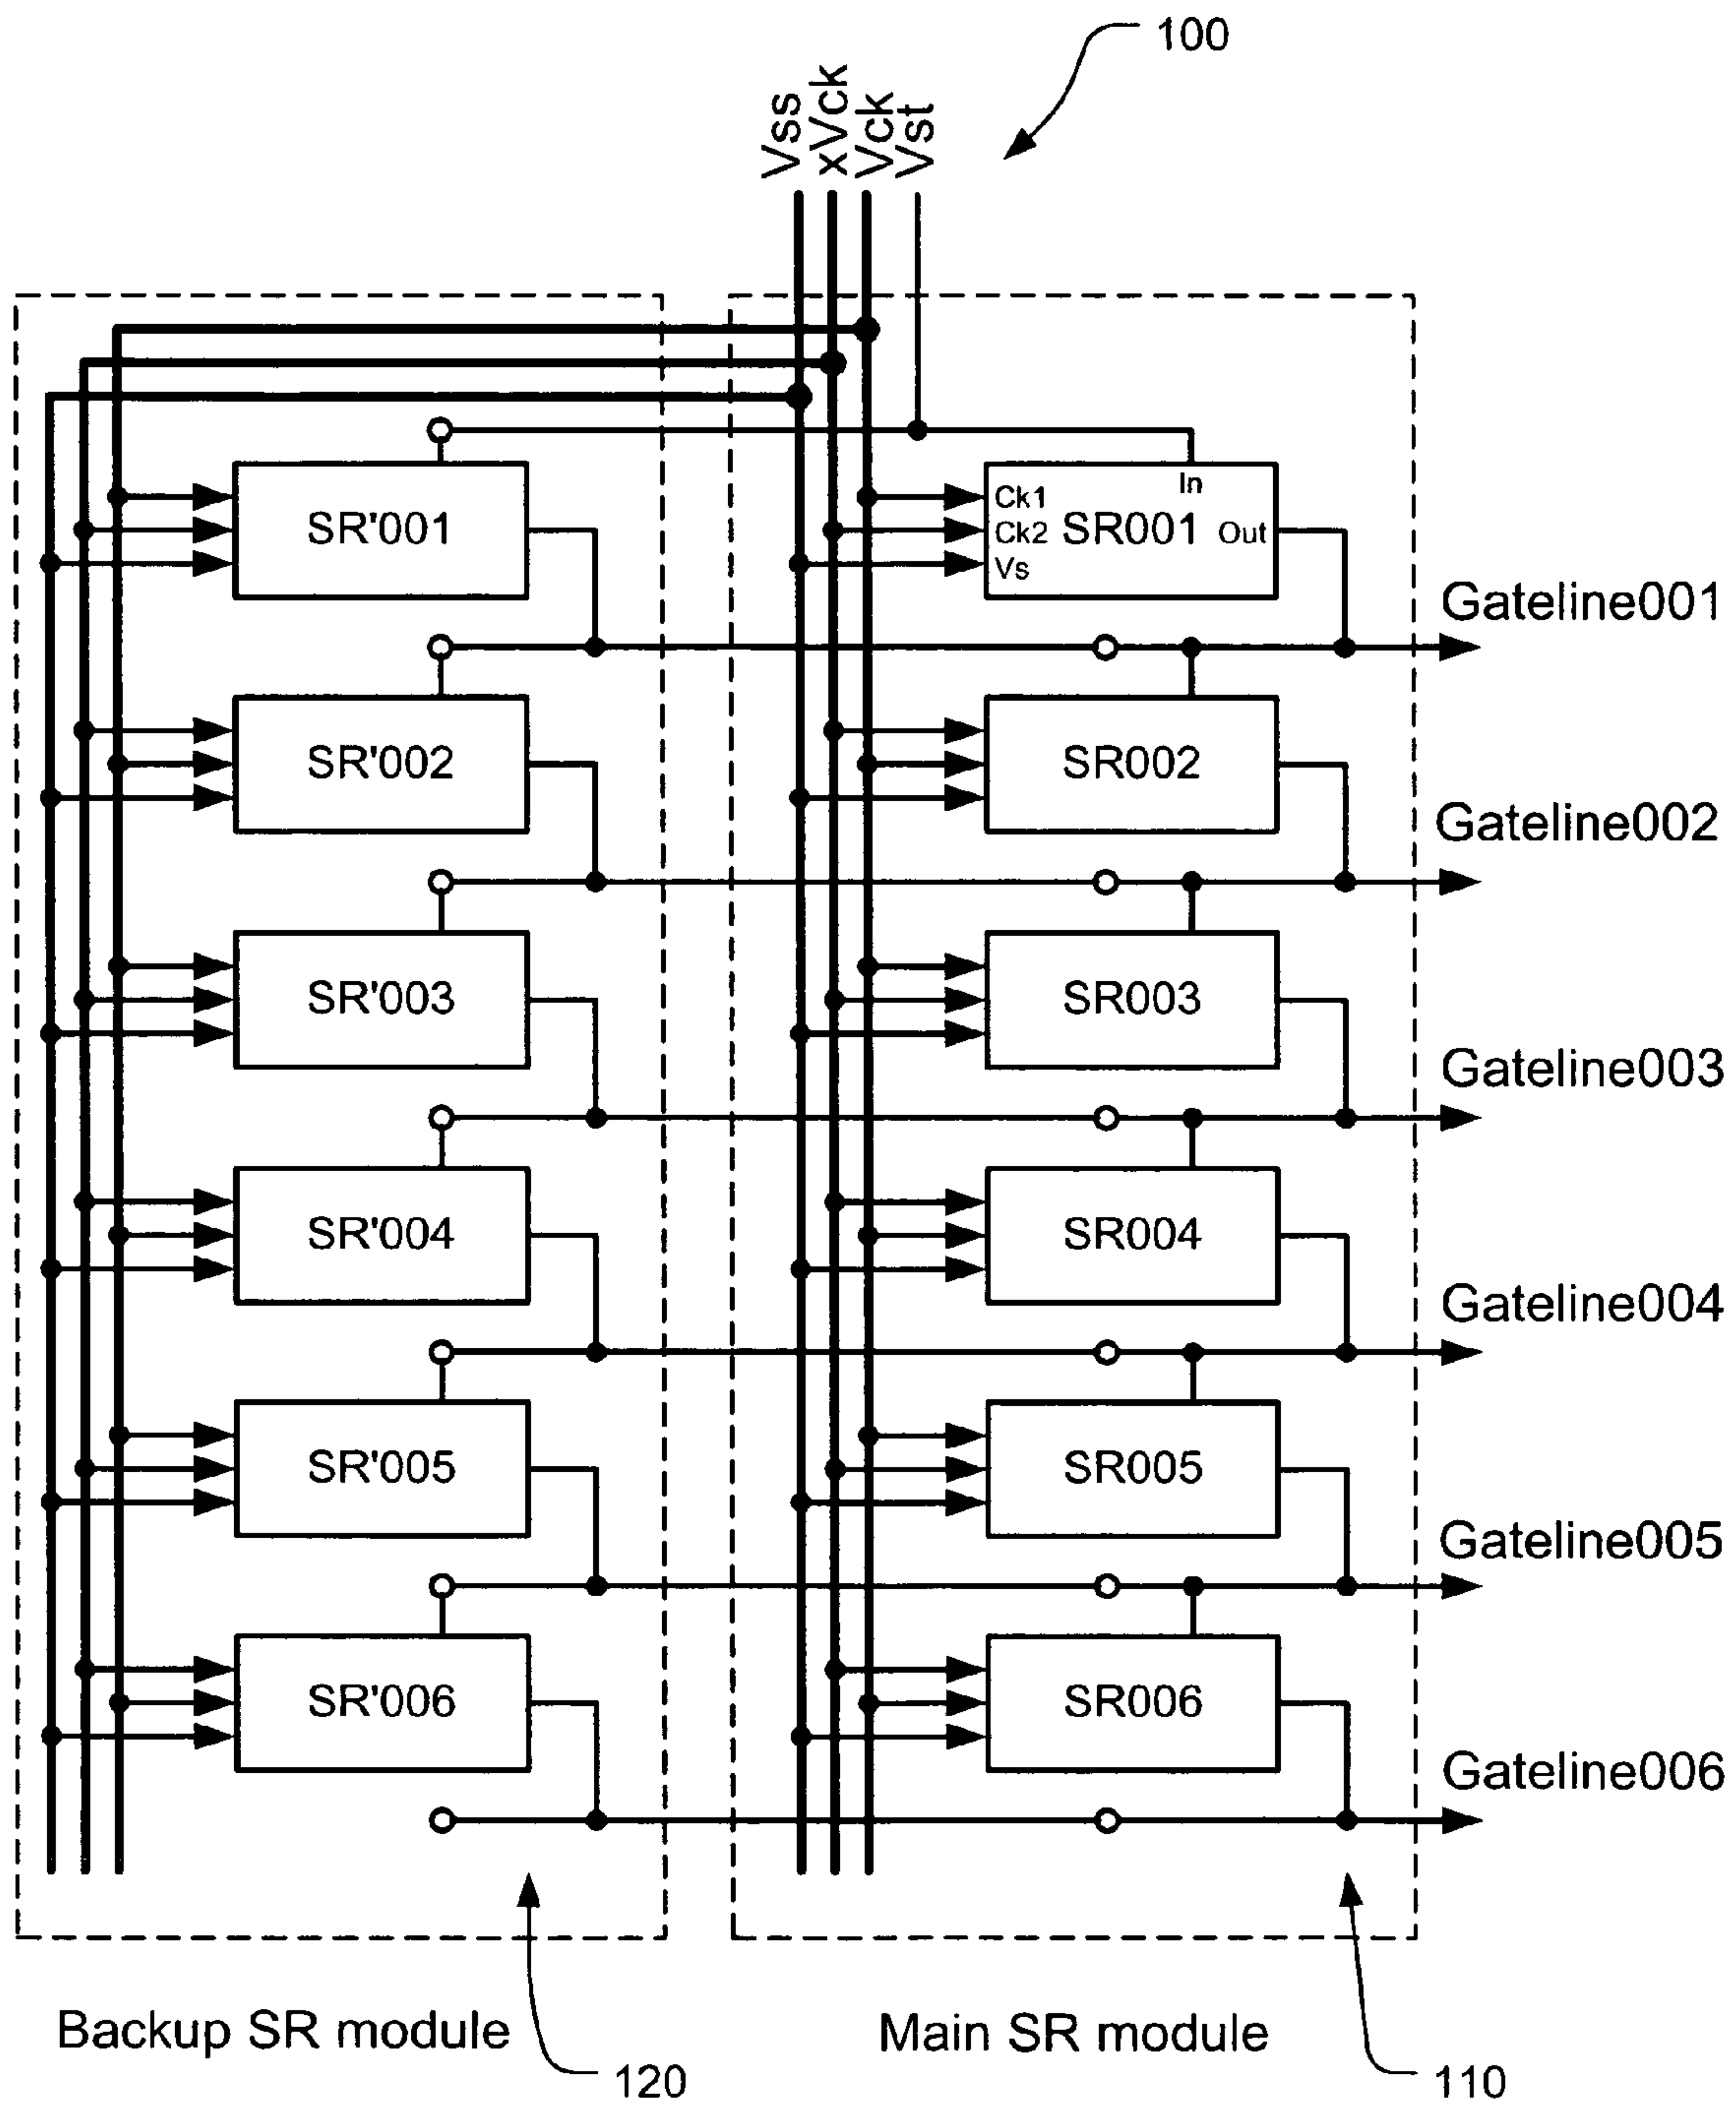 100
Vss
xVck
Vck
Vst
In
Ck1
SR'001
Ck2 SR001 Out
Vs
Gateline001
SR'002
SR002
Gateline002
SR'003
SR003
Gateline003
SR'004
SR004
Gateline004
SR'005
SR005
Gateline005
SR'006
SR006
Gateline006
Backup SR module
Main SR module
120
110